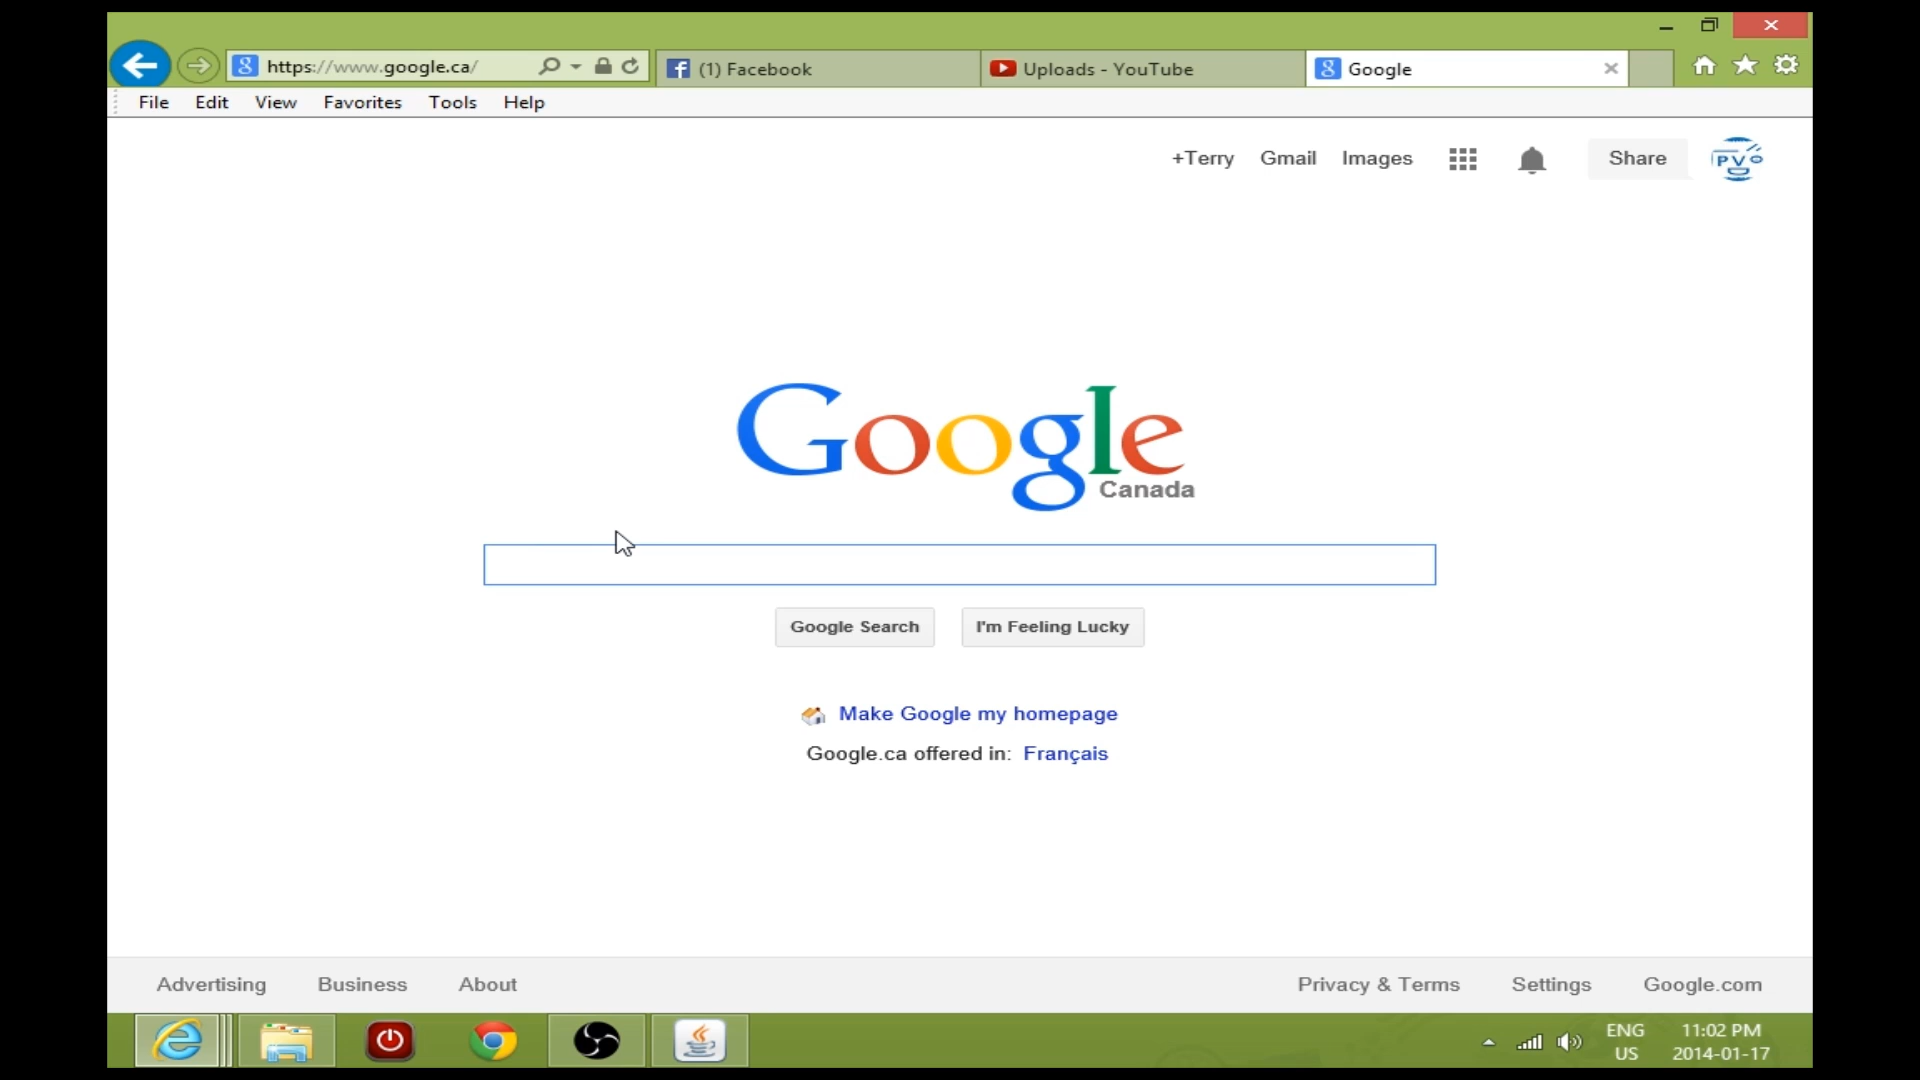 https://www.google.ca/
(1) Facebook
Uploads - YouTube
Google
File Edit View Favorites Tools Help
+Terry Gmail Images Share PVO
Google
Canada
Google Search I'm Feeling Lucky
Make Google my homepage
Google.ca offered in: Français
Advertising Business About Privacy & Terms Settings Google.com
ENG 11:02 PM
US 2014-01-17